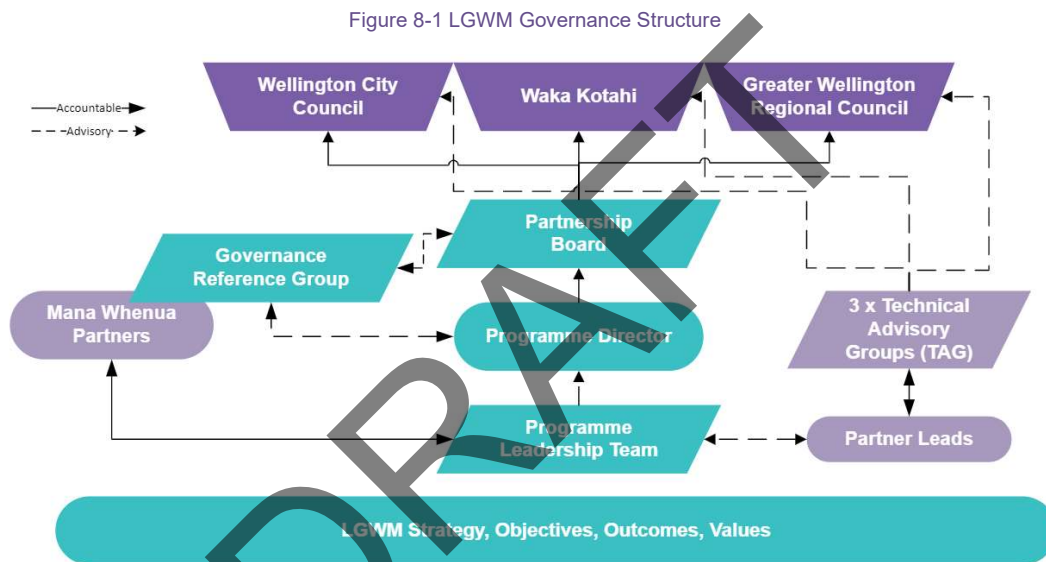 Figure 8-1 LGWM Governance Structure
Wellington City
Council
Waka Kotahi
Greater Wellington
Regional Council
Accountable
Advisory
Partnership
Board
Governance
Reference Group
Mana Whenua
Partners
Programme Director
3 x Technical
Advisory
Groups (TAG)
Programme
Leadership Team
Partner Leads
LGWM Strategy, Objectives, Outcomes, Values
DRAFT